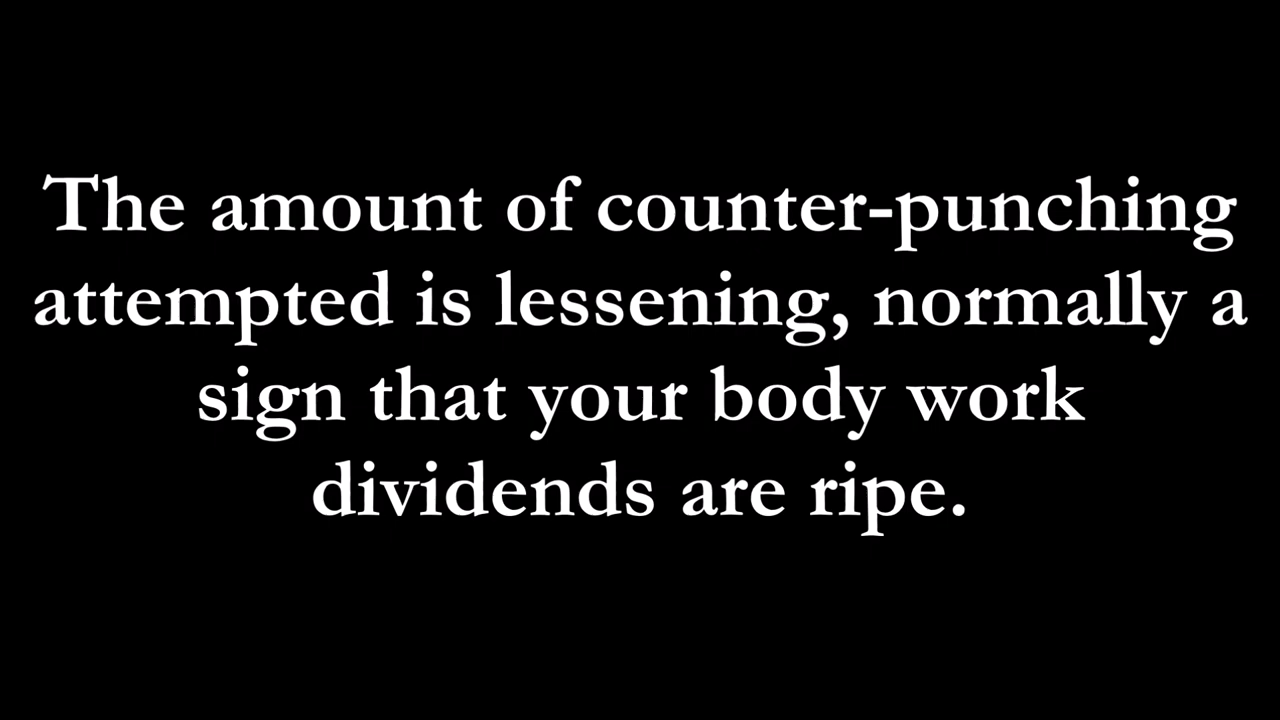 The amount of counter-punching
attempted is lessening, normally a
sign that your body work
dividends are ripe.